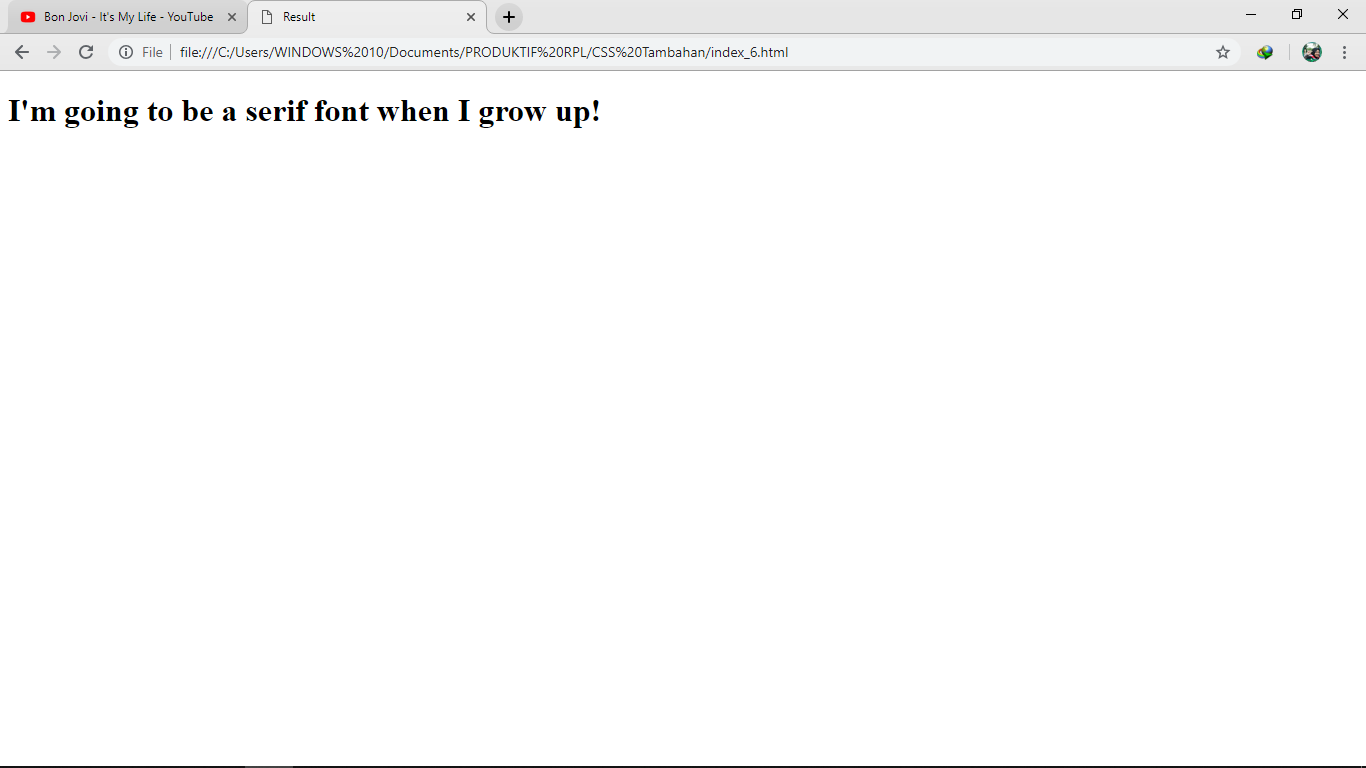 Bon Jovi - It's My Life - YouTube
Result
File
file:///C:/Users/WINDOWS%2010/Documents/PRODUKTIF%20RPL/CSS%20Tambahan/index_6.html
I'm going to be a serif font when I grow up!